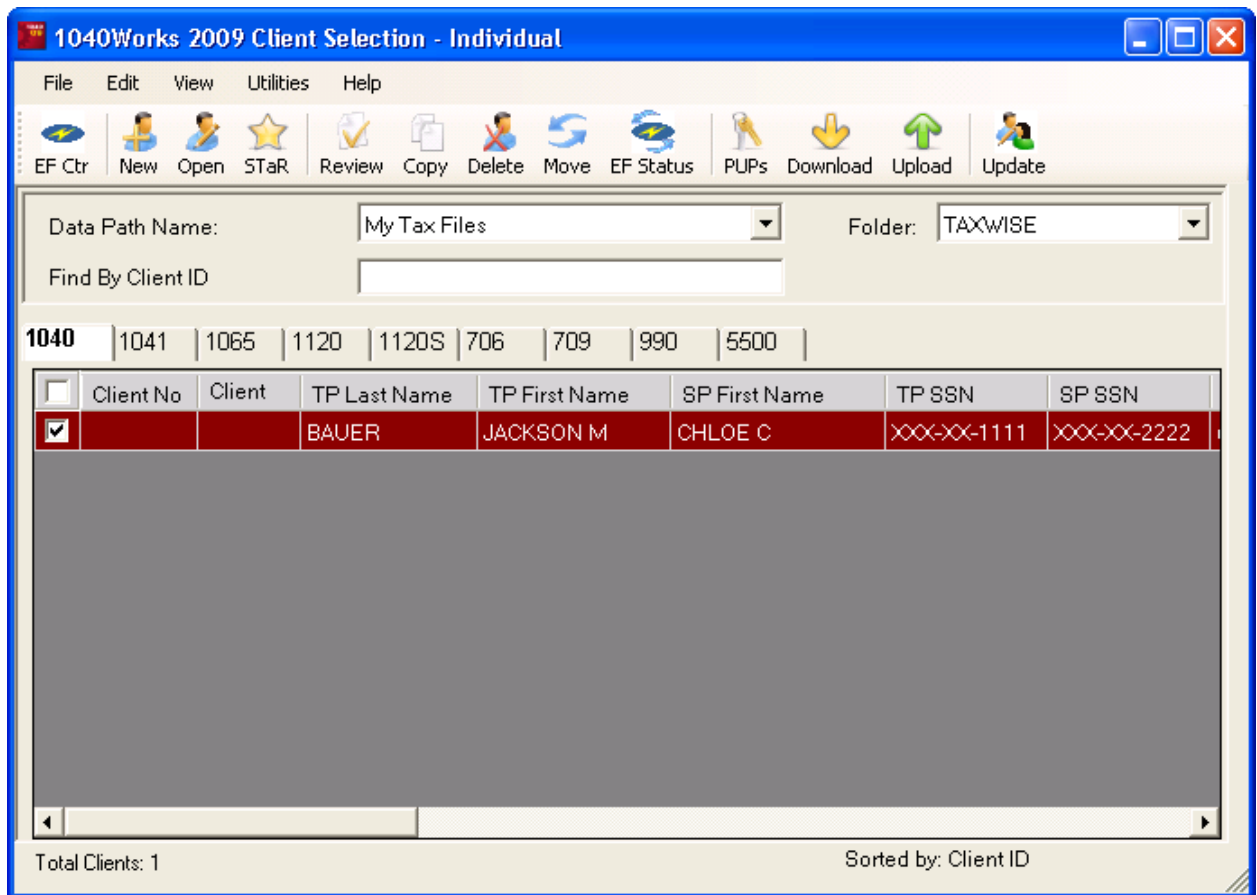 1040Works 2009 Client Selection - Individual
File Edit View Utilities Help
EF Ctr New Open STaR Review Copy Delete Move EF Status PUPs Download Upload Update
Data Path Name: My Tax Files Folder: TAXWISE
Find By Client ID
1040 1041 1065 1120 1120S 706 709 990 5500
Client No Client TP Last Name TP First Name SP First Name TP SSN SP SSN
BAUER JACKSON M CHLOE C XXX-XX-1111 XXX-XX-2222
Total Clients: 1 Sorted by: Client ID